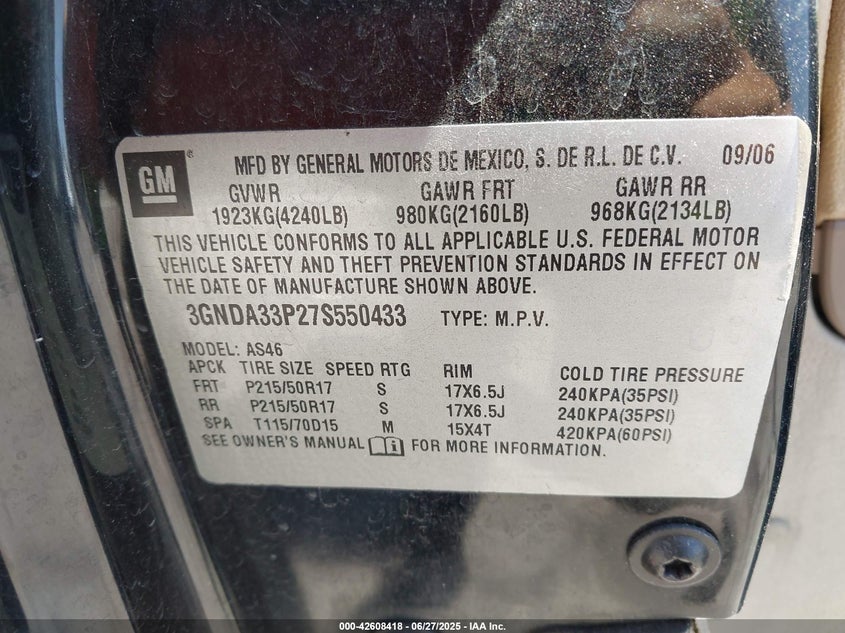 GM
MFD BY GENERAL MOTORS DE MEXICO, S. DE R.L. DE C.V. 09/06
GVWR GAWR FRT GAWR RR
1923KG(4240LB) 980KG(2160LB) 968KG(2134LB)
THIS VEHICLE CONFORMS TO ALL APPLICABLE U.S. FEDERAL MOTOR
VEHICLE SAFETY AND THEFT PREVENTION STANDARDS IN EFFECT ON
THE DATE OF MANUFACTURE SHOWN ABOVE.
3GNDA33P27S550433 TYPE: M.P.V.
MODEL: AS46
APCK TIRE SIZE SPEED RTG RIM COLD TIRE PRESSURE
FRT P215/50R17 S 17X6.5J 240KPA(35PSI)
RR P215/50R17 S 17X6.5J 240KPA(35PSI)
SPA T115/70D15 M 15X4T 420KPA(60PSI)
SEE OWNER'S MANUAL FOR MORE INFORMATION.
000-42608418 - 06/27/2025 - IAA Inc.